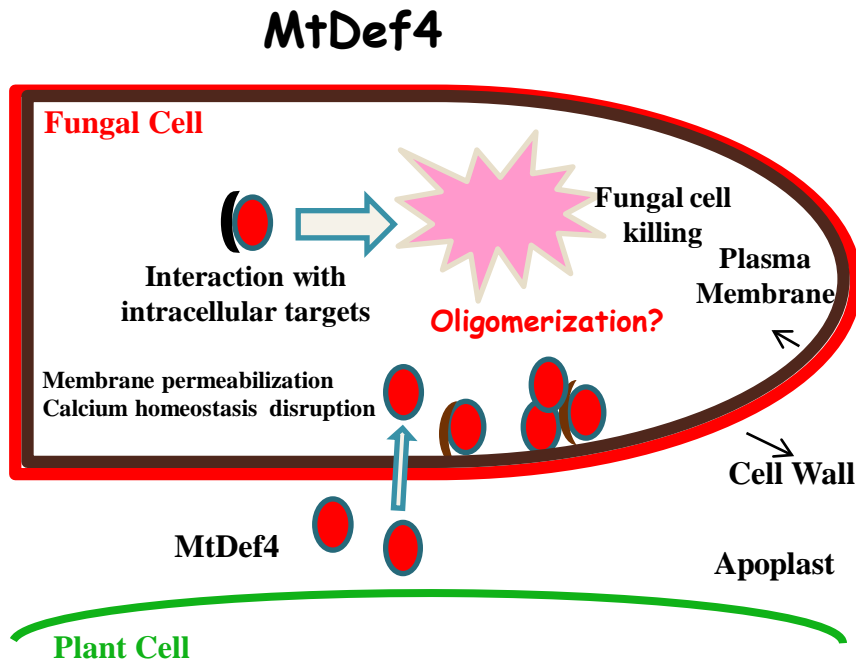 MtDef4
Fungal Cell
Fungal cell
killing
Plasma
Membrane
Interaction with
intracellular targets
Oligomerization?
Membrane permeabilization
Calcium homeostasis disruption
Cell Wall
MtDef4
Apoplast
Plant Cell